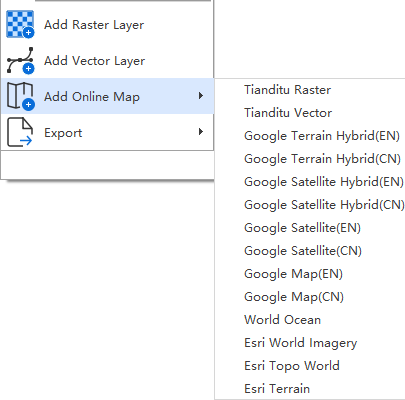 Add Raster Layer
Add Vector Layer
Add Online Map
Export
Tianditu Raster
Tianditu Vector
Google Terrain Hybrid(EN)
Google Terrain Hybrid(CN)
Google Satellite Hybrid(EN)
Google Satellite Hybrid(CN)
Google Satellite(EN)
Google Satellite(CN)
Google Map(EN)
Google Map(CN)
World Ocean
Esri World Imagery
Esri Topo World
Esri Terrain